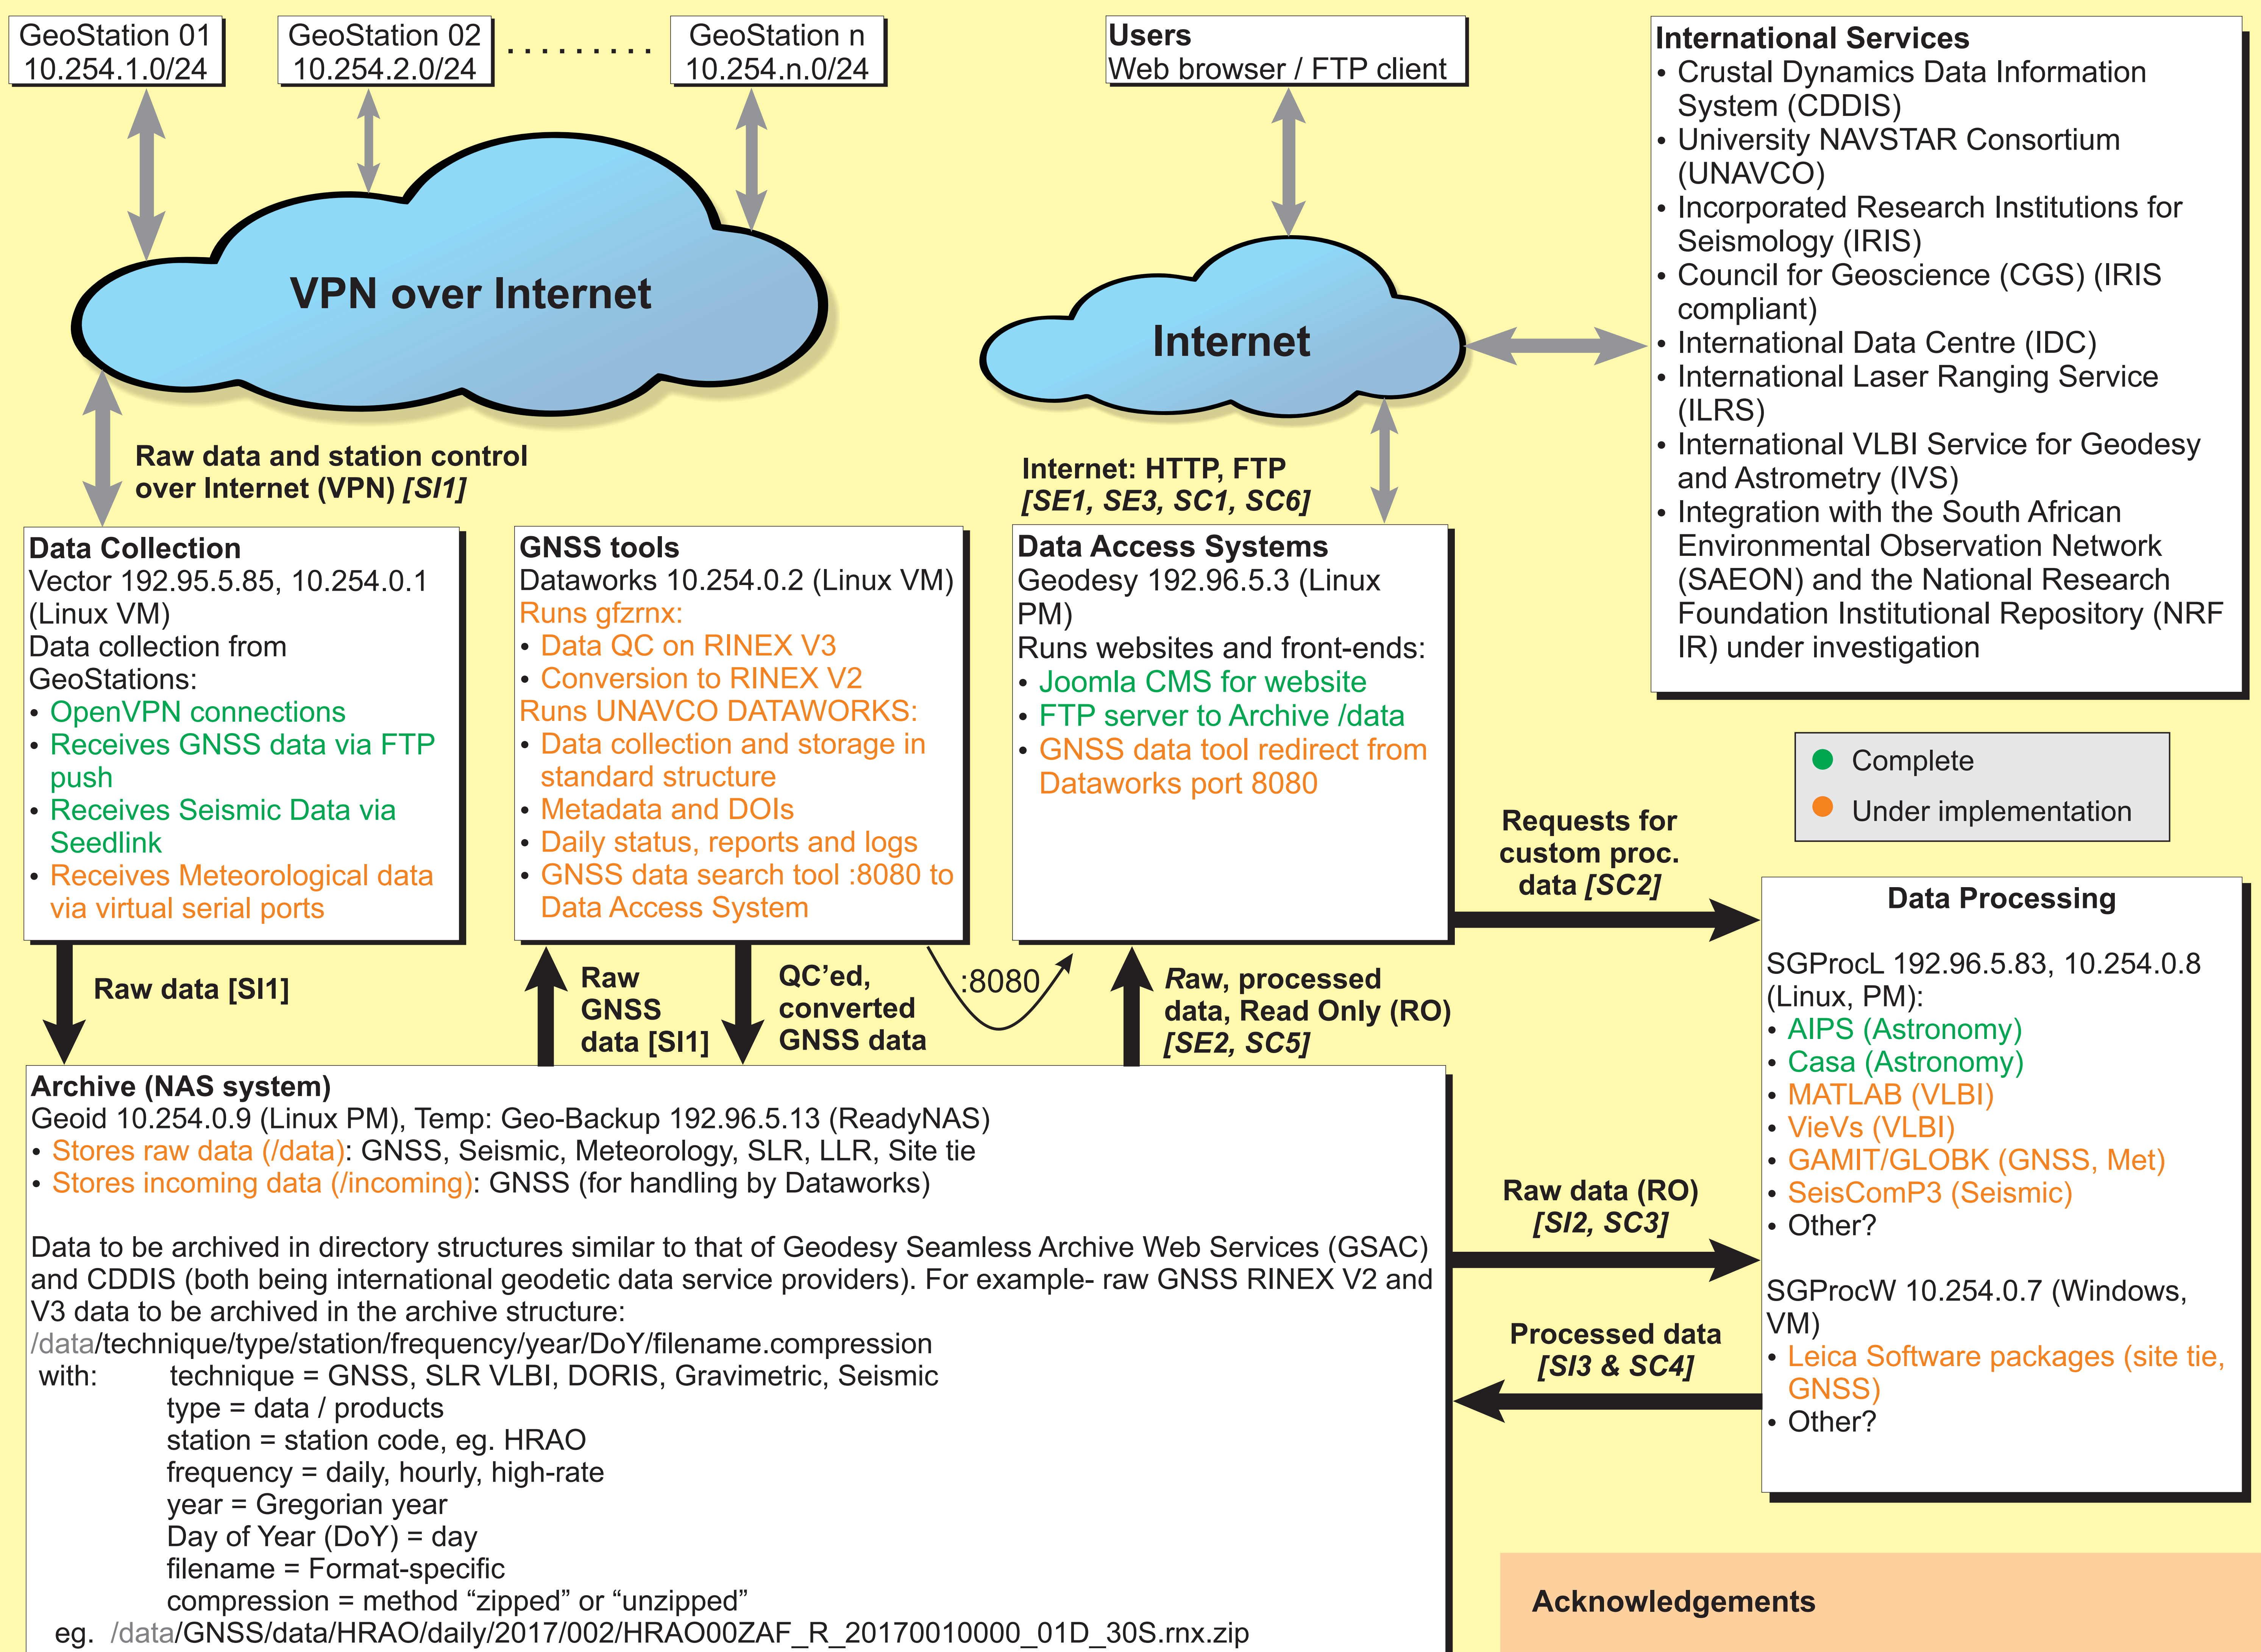 GeoStation 01
10.254.1.0/24
GeoStation 02
10.254.2.0/24
. . . . . . . . .
GeoStation n
10.254.n.0/24
Users
Web browser / FTP client
International Services
• Crustal Dynamics Data Information
System (CDDIS)
• University NAVSTAR Consortium
(UNAVCO)
• Incorporated Research Institutions for
Seismology (IRIS)
• Council for Geoscience (CGS) (IRIS
compliant)
• International Data Centre (IDC)
• International Laser Ranging Service
(ILRS)
• International VLBI Service for Geodesy
and Astrometry (IVS)
• Integration with the South African
Environmental Observation Network
(SAEON) and the National Research
Foundation Institutional Repository (NRF
IR) under investigation
VPN over Internet
Internet
Raw data and station control
over Internet (VPN) [SI1]
Internet: HTTP, FTP
[SE1, SE3, SC1, SC6]
Data Collection
Vector 192.95.5.85, 10.254.0.1
(Linux VM)
Data collection from
GeoStations:
• OpenVPN connections
• Receives GNSS data via FTP
push
• Receives Seismic Data via
Seedlink
• Receives Meteorological data
via virtual serial ports
GNSS tools
Dataworks 10.254.0.2 (Linux VM)
Runs gfzrnx:
• Data QC on RINEX V3
• Conversion to RINEX V2
Runs UNAVCO DATAWORKS:
• Data collection and storage in
standard structure
• Metadata and DOIs
• Daily status, reports and logs
• GNSS data search tool :8080 to
Data Access System
Data Access Systems
Geodesy 192.96.5.3 (Linux
PM)
Runs websites and front-ends:
• Joomla CMS for website
• FTP server to Archive /data
• GNSS data tool redirect from
Dataworks port 8080
Complete
Under implementation
Requests for
custom proc.
data [SC2]
Data Processing
SGProcL 192.96.5.83, 10.254.0.8
(Linux, PM):
• AIPS (Astronomy)
• Casa (Astronomy)
• MATLAB (VLBI)
• VieVs (VLBI)
• GAMIT/GLOBK (GNSS, Met)
• SeisComP3 (Seismic)
• Other?
SGProcW 10.254.0.7 (Windows,
VM)
• Leica Software packages (site tie,
GNSS)
• Other?
Raw data [SI1]
Raw
GNSS
data [SI1]
QC’ed,
converted
GNSS data
:8080
Raw, processed
data, Read Only (RO)
[SE2, SC5]
Archive (NAS system)
Geoid 10.254.0.9 (Linux PM), Temp: Geo-Backup 192.96.5.13 (ReadyNAS)
• Stores raw data (/data): GNSS, Seismic, Meteorology, SLR, LLR, Site tie
• Stores incoming data (/incoming): GNSS (for handling by Dataworks)
Data to be archived in directory structures similar to that of Geodesy Seamless Archive Web Services (GSAC)
and CDDIS (both being international geodetic data service providers). For example- raw GNSS RINEX V2 and
V3 data to be archived in the archive structure:
/data/technique/type/station/frequency/year/DoY/filename.compression
with: technique = GNSS, SLR VLBI, DORIS, Gravimetric, Seismic
type = data / products
station = station code, eg. HRAO
frequency = daily, hourly, high-rate
year = Gregorian year
Day of Year (DoY) = day
filename = Format-specific
compression = method “zipped” or “unzipped”
eg. /data/GNSS/data/HRAO/daily/2017/002/HRAO00ZAF_R_20170010000_01D_30S.rnx.zip
Raw data (RO)
[SI2, SC3]
Processed data
[SI3 & SC4]
Acknowledgements